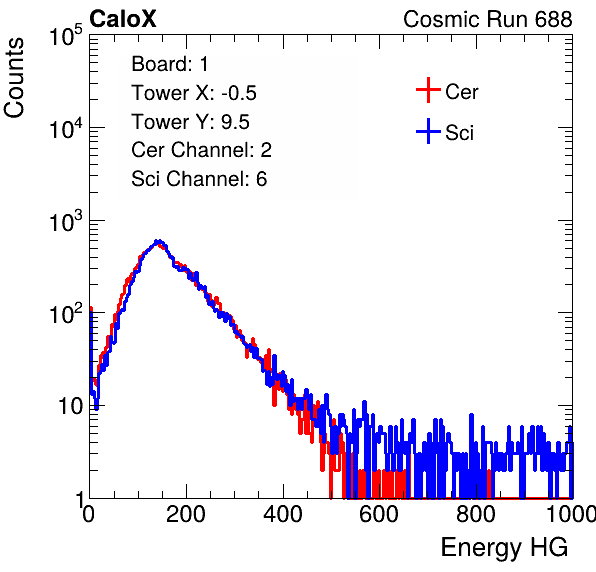 CaloX Cosmic Run 688
Counts
10^5
10^4
10^3
10^2
10
1
Board: 1
Tower X: -0.5
Tower Y: 9.5
Cer Channel: 2
Sci Channel: 6
Cer
Sci
0 200 400 600 800 1000
Energy HG